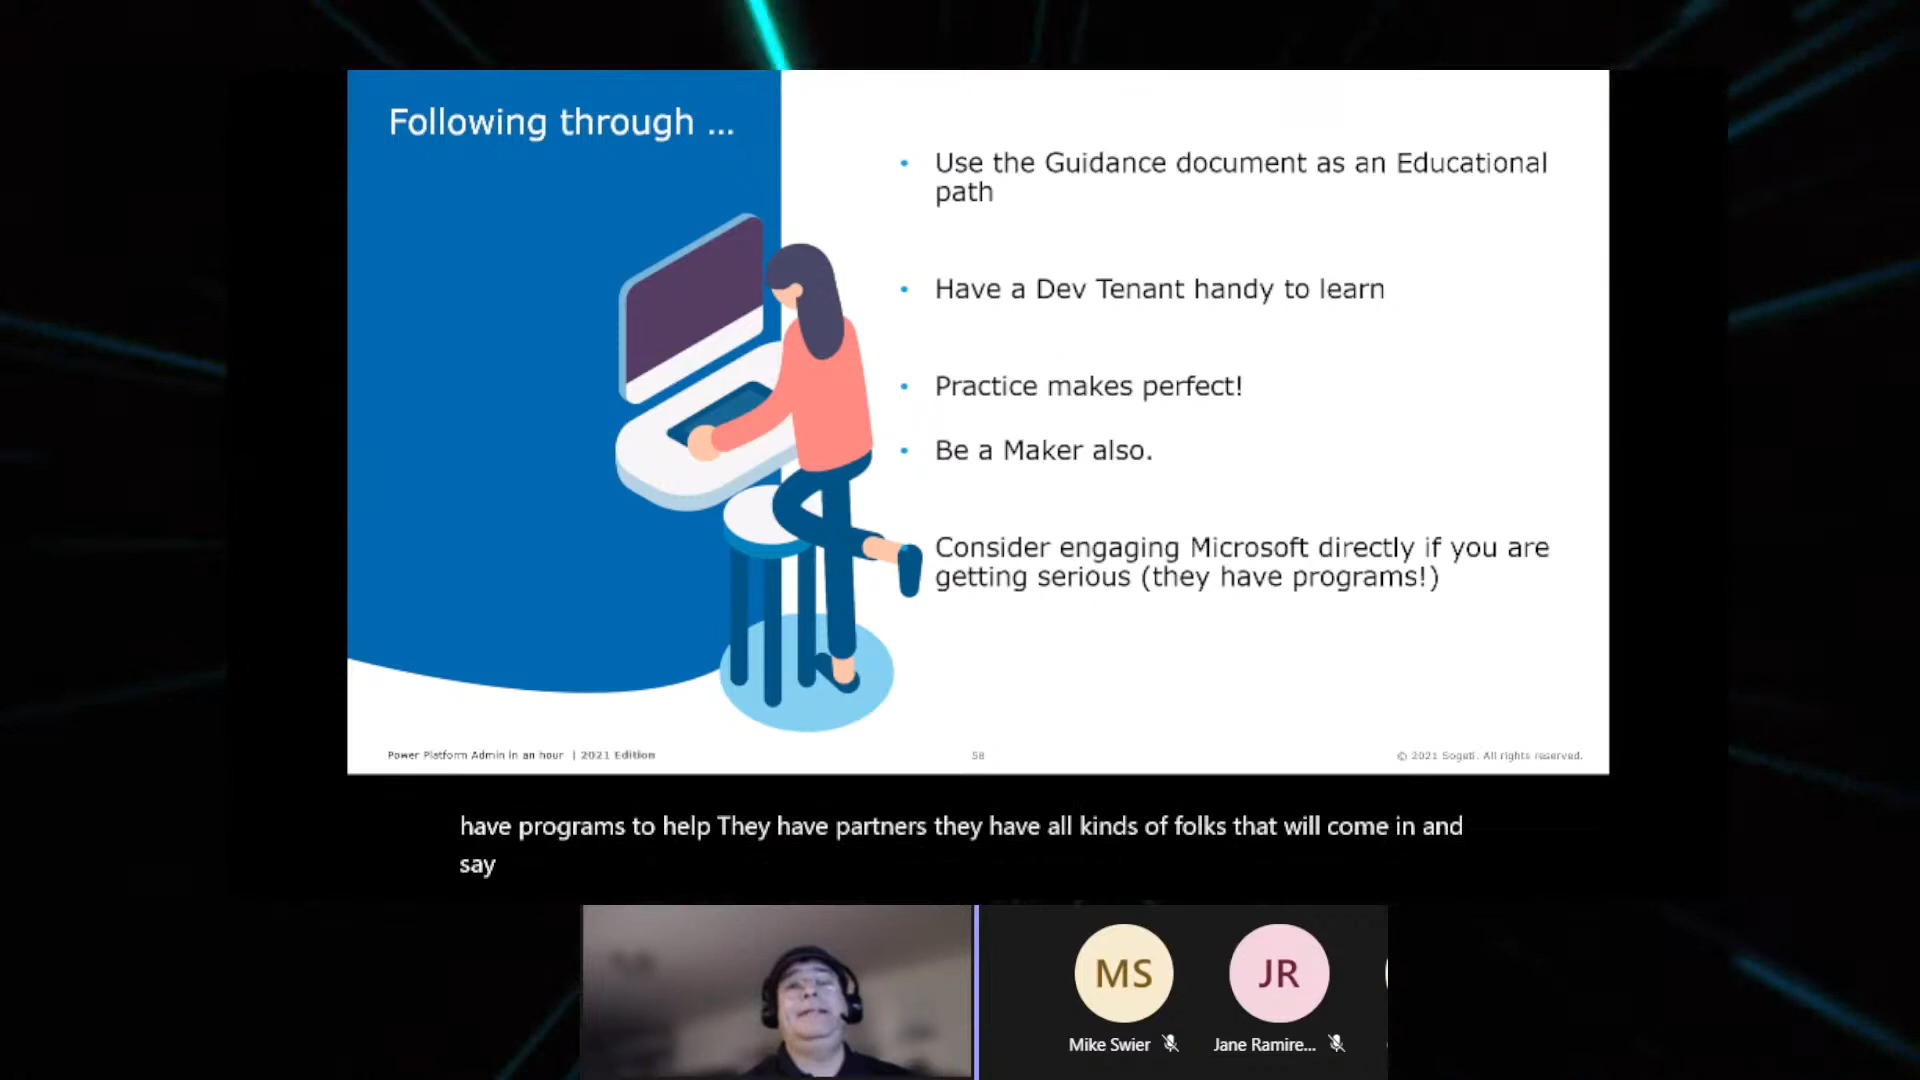 Following through ...
• Use the Guidance document as an Educational
path
• Have a Dev Tenant handy to learn
• Practice makes perfect!
• Be a Maker also.
Consider engaging Microsoft directly if you are
getting serious (they have programs!)
Power Platform Admin in an hour | 2021 Edition
58
© 2021 Sogeti. All rights reserved.
have programs to help They have partners they have all kinds of folks that will come in and
say
MS
JR
Mike Swier
Jane Ramire...